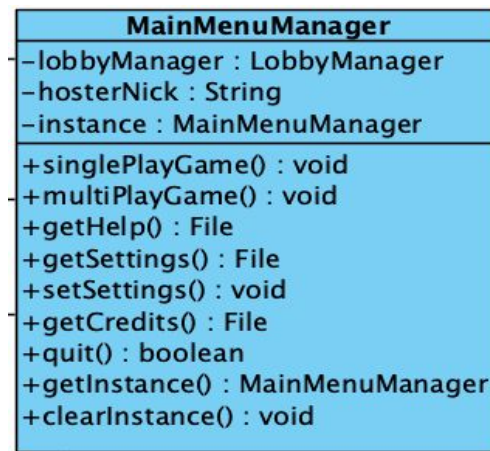 MainMenuManager
-lobbyManager : LobbyManager
-hosterNick : String
-instance : MainMenuManager
+singlePlayGame() : void
+multiPlayGame() : void
+getHelp() : File
+getSettings() : File
+setSettings() : void
+getCredits() : File
+quit() : boolean
+getInstance() : MainMenuManager
+clearInstance() : void